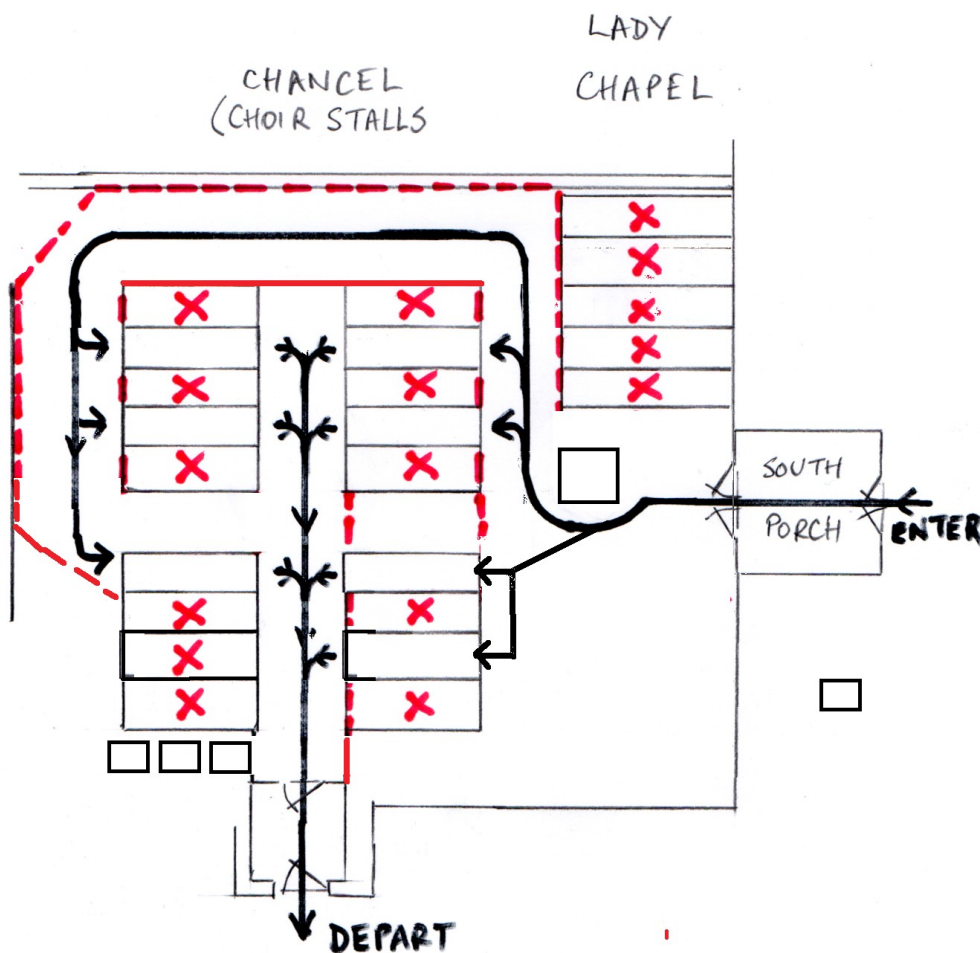 LADY
CHAPEL
CHANCEL
(CHOIR STALLS
SOUTH
PORCH
ENTER
DEPART